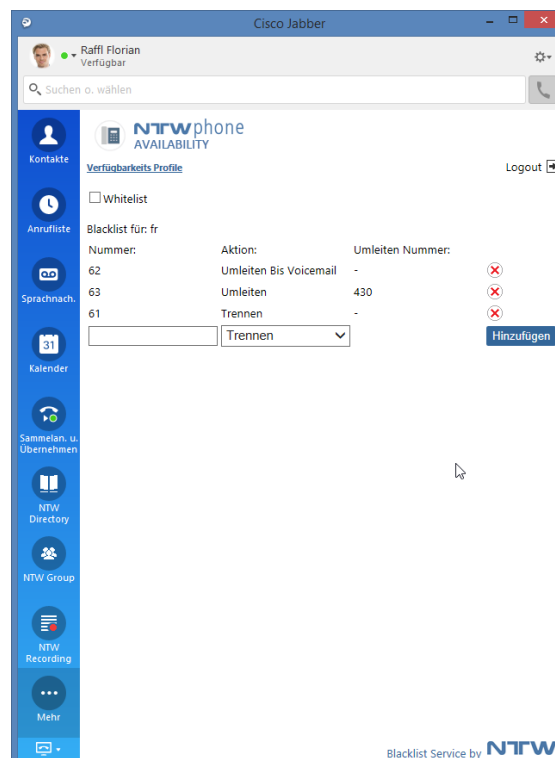 Cisco Jabber
Raffl Florian
Verfügbar
Suchen o. wählen
Kontakte
Anrufliste
Sprachnach.
31
Kalender
Sammelan. u.
Übernehmen
NTW
Directory
NTW Group
NTW
Recording
Mehr
NTWphone
AVAILABILITY
Verfügbarkeits Profile
Logout
Whitelist
Blacklist für: fr
Nummer: Aktion: Umleiten Nummer:
62 Umleiten Bis Voicemail -
63 Umleiten 430
61 Trennen -
Trennen Hinzufügen
Blacklist Service by NTW